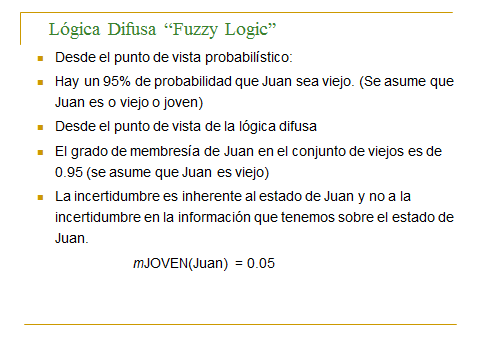 Lógica Difusa “Fuzzy Logic”
Desde el punto de vista probabilístico:
Hay un 95% de probabilidad que Juan sea viejo. (Se asume que
Juan es o viejo o joven)
Desde el punto de vista de la lógica difusa
El grado de membresía de Juan en el conjunto de viejos es de
0.95 (se asume que Juan es viejo)
La incertidumbre es inherente al estado de Juan y no a la
incertidumbre en la información que tenemos sobre el estado de
Juan.
mJOVEN(Juan) = 0.05